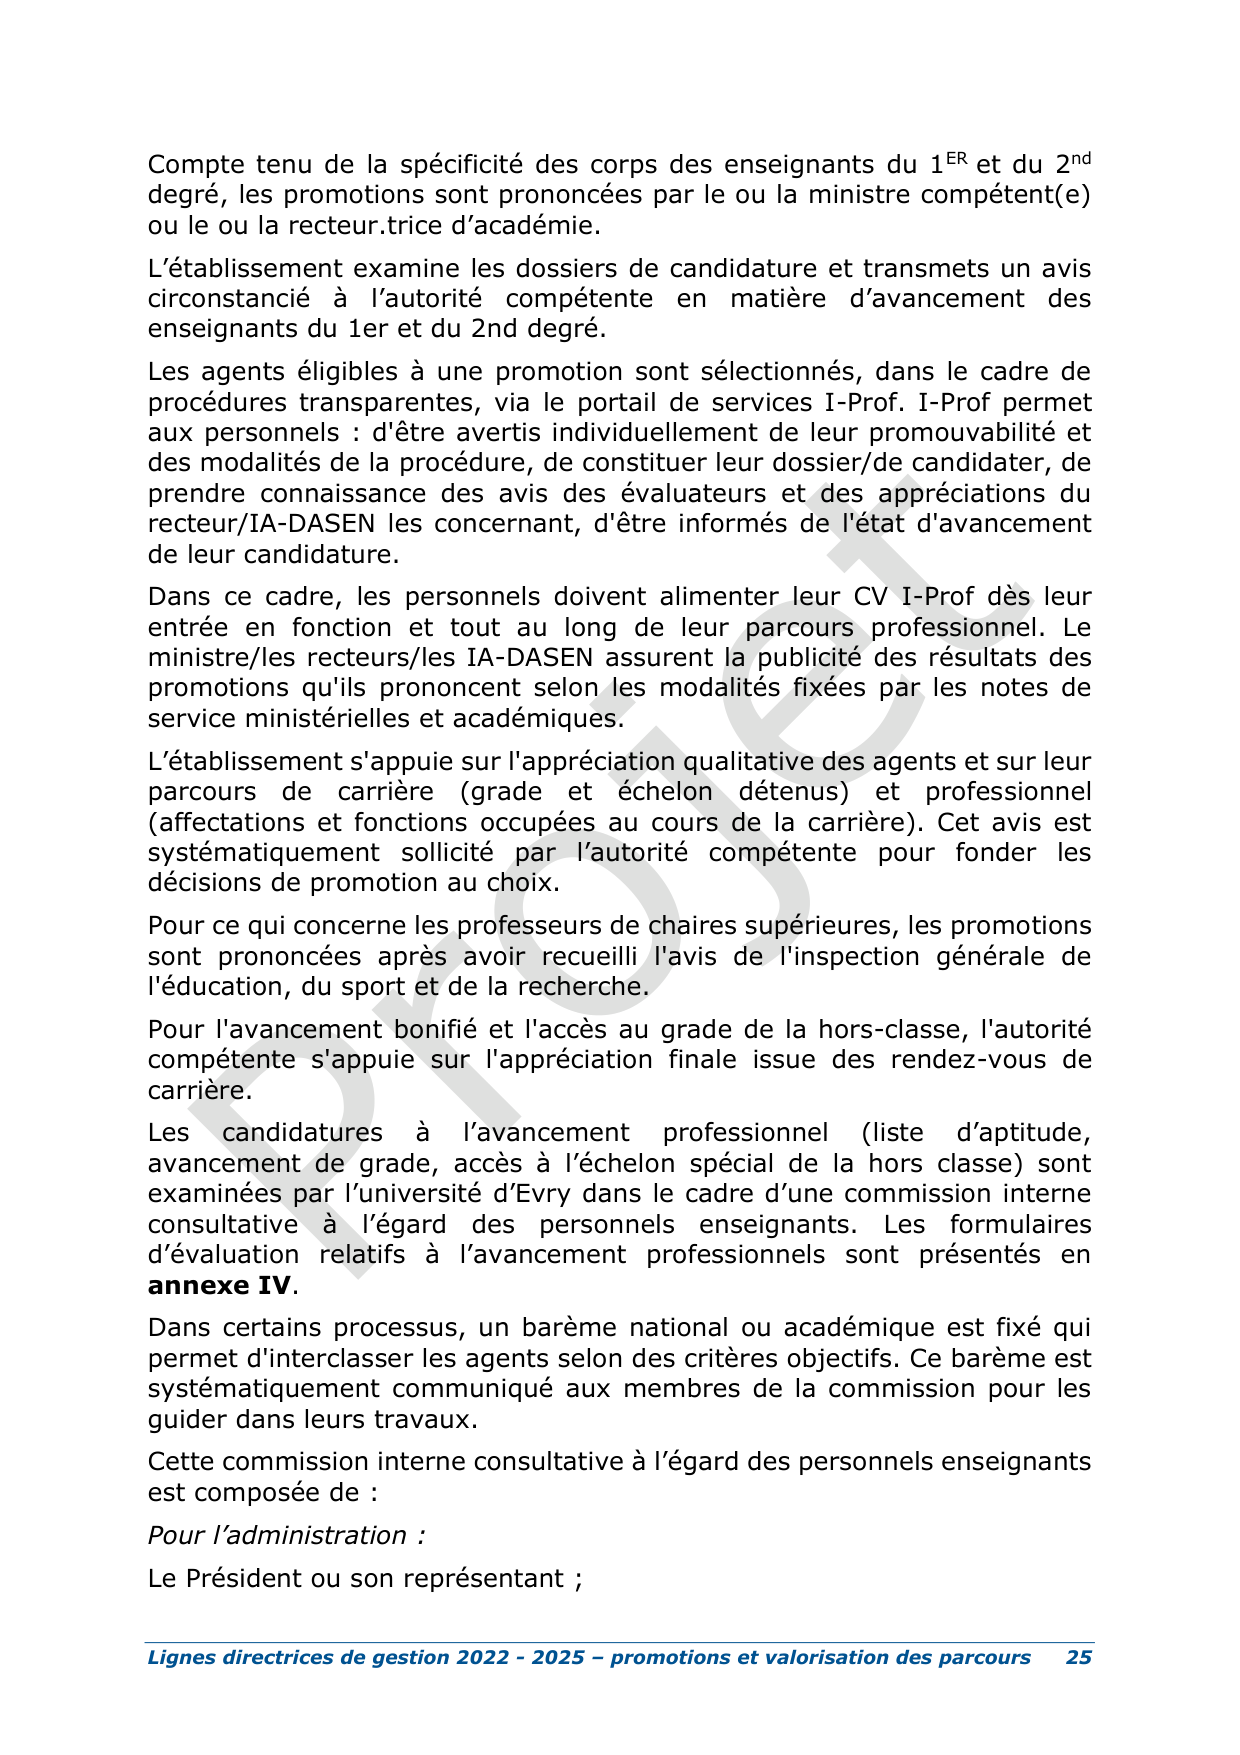 Compte tenu de la spécificité des corps des enseignants du 1ER et du 2nd
degré, les promotions sont prononcées par le ou la ministre compétent(e)
ou le ou la recteur.trice d’académie.
L’établissement examine les dossiers de candidature et transmets un avis
circonstancié à l’autorité compétente en matière d’avancement des
enseignants du 1er et du 2nd degré.
Les agents éligibles à une promotion sont sélectionnés, dans le cadre de
procédures transparentes, via le portail de services I-Prof. I-Prof permet
aux personnels : d'être avertis individuellement de leur promouvabilité et
des modalités de la procédure, de constituer leur dossier/de candidater, de
prendre connaissance des avis des évaluateurs et des appréciations du
recteur/IA-DASEN les concernant, d'être informés de l'état d'avancement
de leur candidature.
Dans ce cadre, les personnels doivent alimenter leur CV I-Prof dès leur
entrée en fonction et tout au long de leur parcours professionnel. Le
ministre/les recteurs/les IA-DASEN assurent la publicité des résultats des
promotions qu'ils prononcent selon les modalités fixées par les notes de
service ministérielles et académiques.
L’établissement s'appuie sur l'appréciation qualitative des agents et sur leur
parcours de carrière (grade et échelon détenus) et professionnel
(affectations et fonctions occupées au cours de la carrière). Cet avis est
systématiquement sollicité par l’autorité compétente pour fonder les
décisions de promotion au choix.
Pour ce qui concerne les professeurs de chaires supérieures, les promotions
sont prononcées après avoir recueilli l'avis de l'inspection générale de
l'éducation, du sport et de la recherche.
Pour l'avancement bonifié et l'accès au grade de la hors-classe, l'autorité
compétente s'appuie sur l'appréciation finale issue des rendez-vous de
carrière.
Les candidatures à l’avancement professionnel (liste d’aptitude,
avancement de grade, accès à l’échelon spécial de la hors classe) sont
examinées par l’université d’Evry dans le cadre d’une commission interne
consultative à l’égard des personnels enseignants. Les formulaires
d’évaluation relatifs à l’avancement professionnels sont présentés en
annexe IV.
Dans certains processus, un barème national ou académique est fixé qui
permet d'interclasser les agents selon des critères objectifs. Ce barème est
systématiquement communiqué aux membres de la commission pour les
guider dans leurs travaux.
Cette commission interne consultative à l’égard des personnels enseignants
est composée de :
Pour l’administration :
Le Président ou son représentant ;
Lignes directrices de gestion 2022 - 2025 – promotions et valorisation des parcours 25
Projet